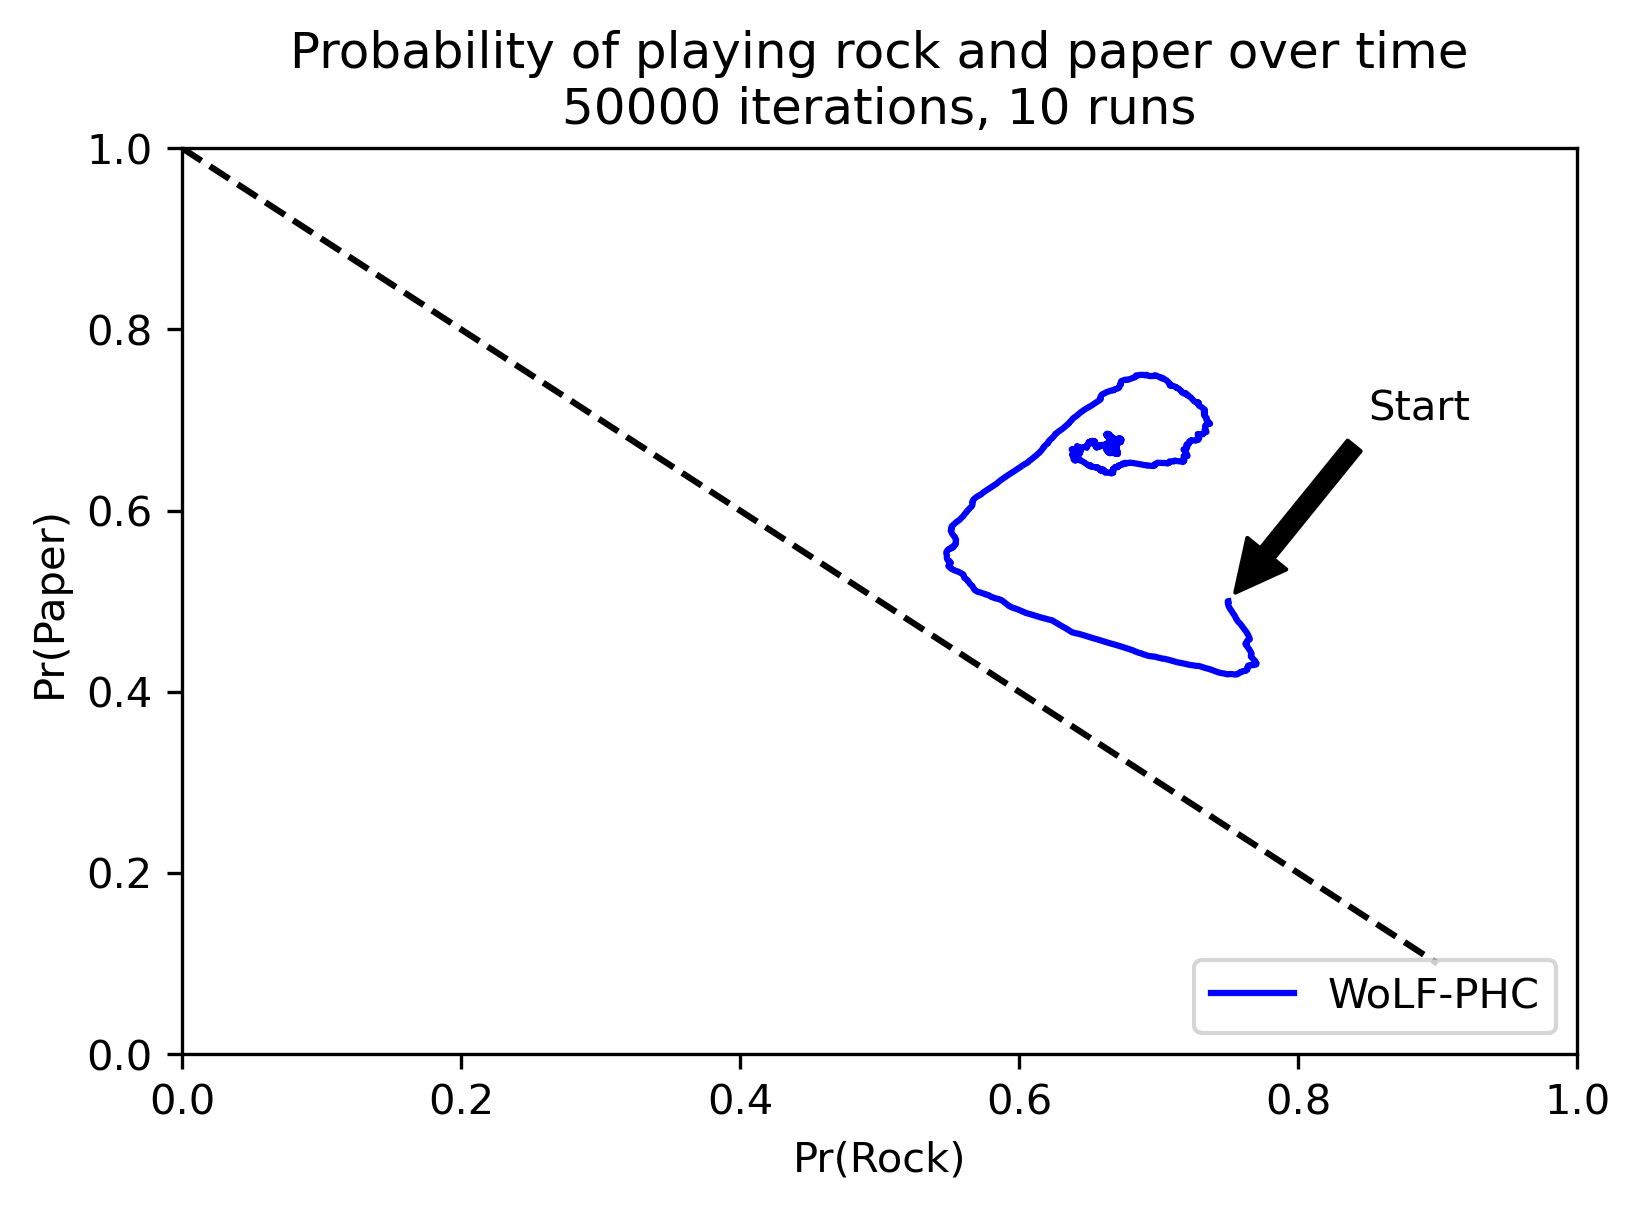 Probability of playing rock and paper over time
50000 iterations, 10 runs
1.0
0.8
0.6
0.4
0.2
0.0
Pr(Paper)
Start
WoLF-PHC
0.0 0.2 0.4 0.6 0.8 1.0
Pr(Rock)